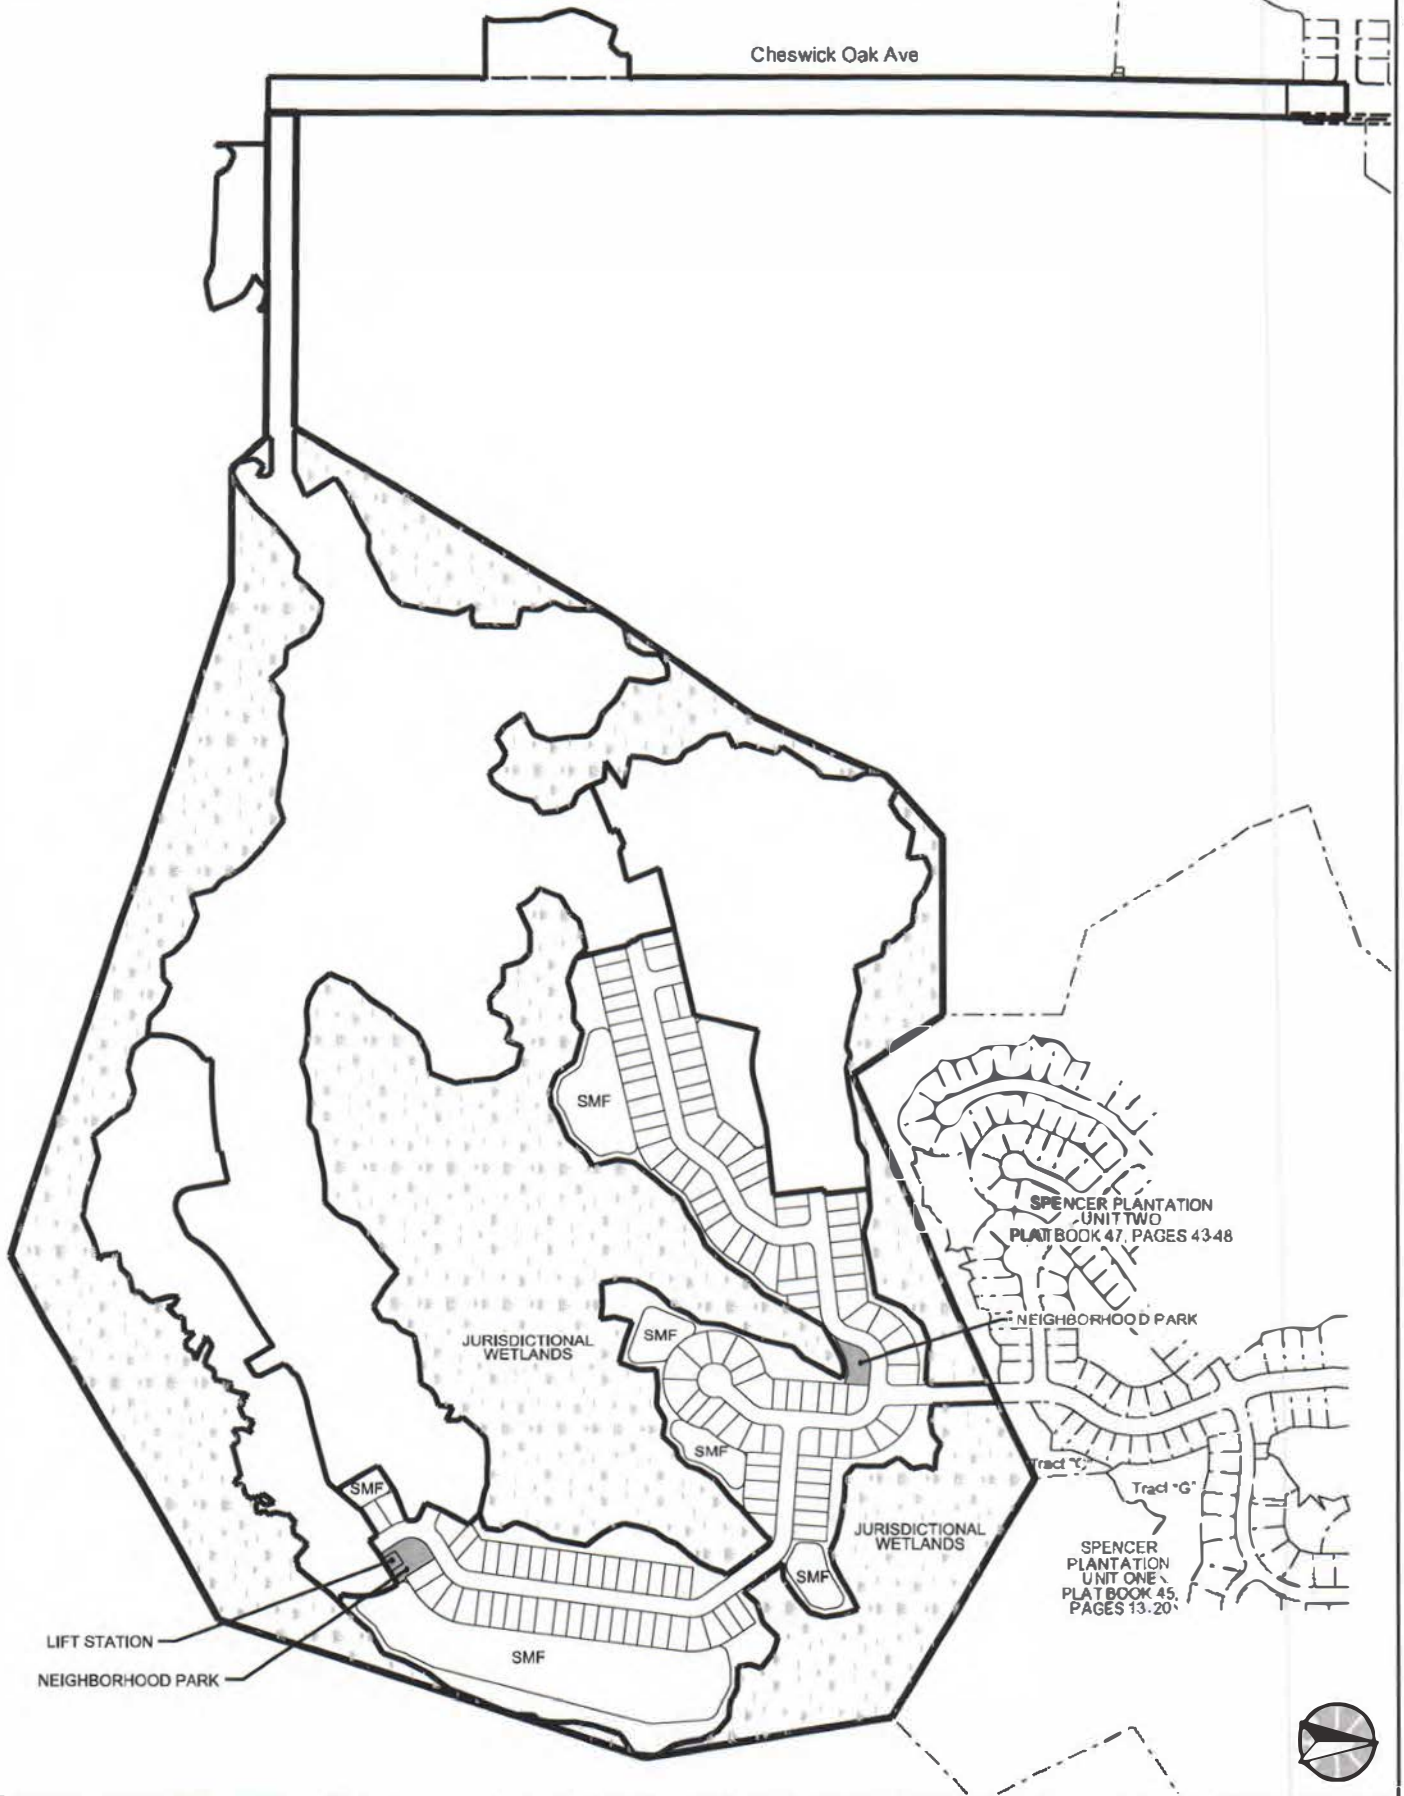 Cheswick Oak Ave
SMF
SPENCER PLANTATION
UNIT TWO
PLAT BOOK 47, PAGES 43-48
NEIGHBORHOOD PARK
JURISDICTIONAL
WETLANDS
SMF
SMF
Tract "C"
Tract "G"
SMF
JURISDICTIONAL
WETLANDS
SPENCER
PLANTATION
UNIT ONE
PLAT BOOK 45,
PAGES 13-20
SMF
LIFT STATION
SMF
NEIGHBORHOOD PARK